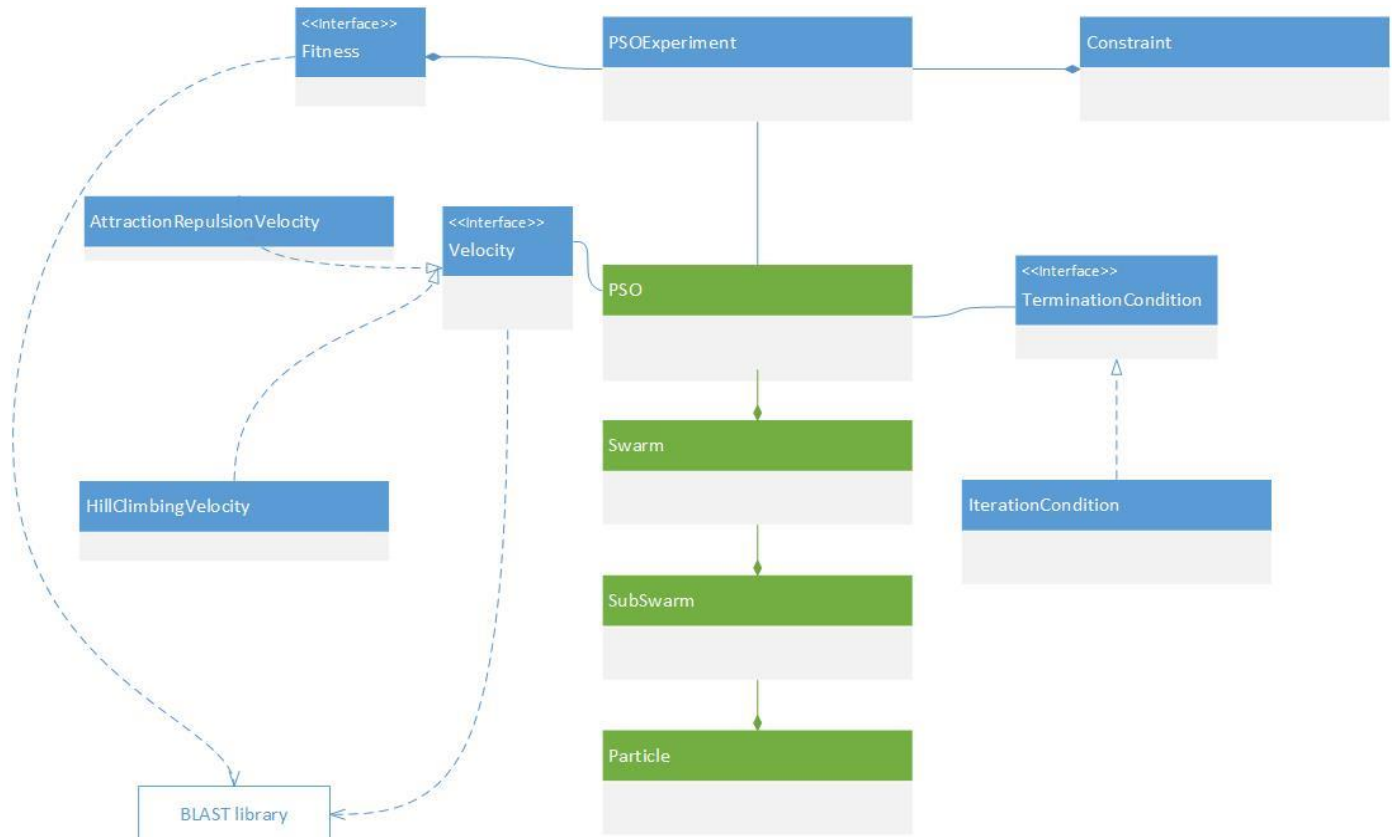 <<Interface>>
Fitness
PSOExperiment
Constraint
AttractionRepulsionVelocity
<<Interface>>
Velocity
PSO
<<Interface>>
TerminationCondition
Swarm
HillClimbingVelocity
IterationCondition
SubSwarm
Particle
BLAST library